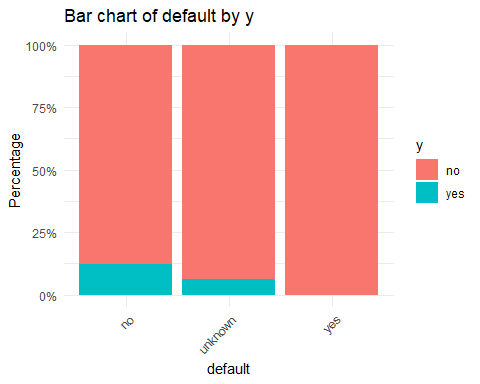 Bar chart of default by y
100%
75%
50%
25%
0%
Percentage
no
unknown
yes
default
y
no
yes